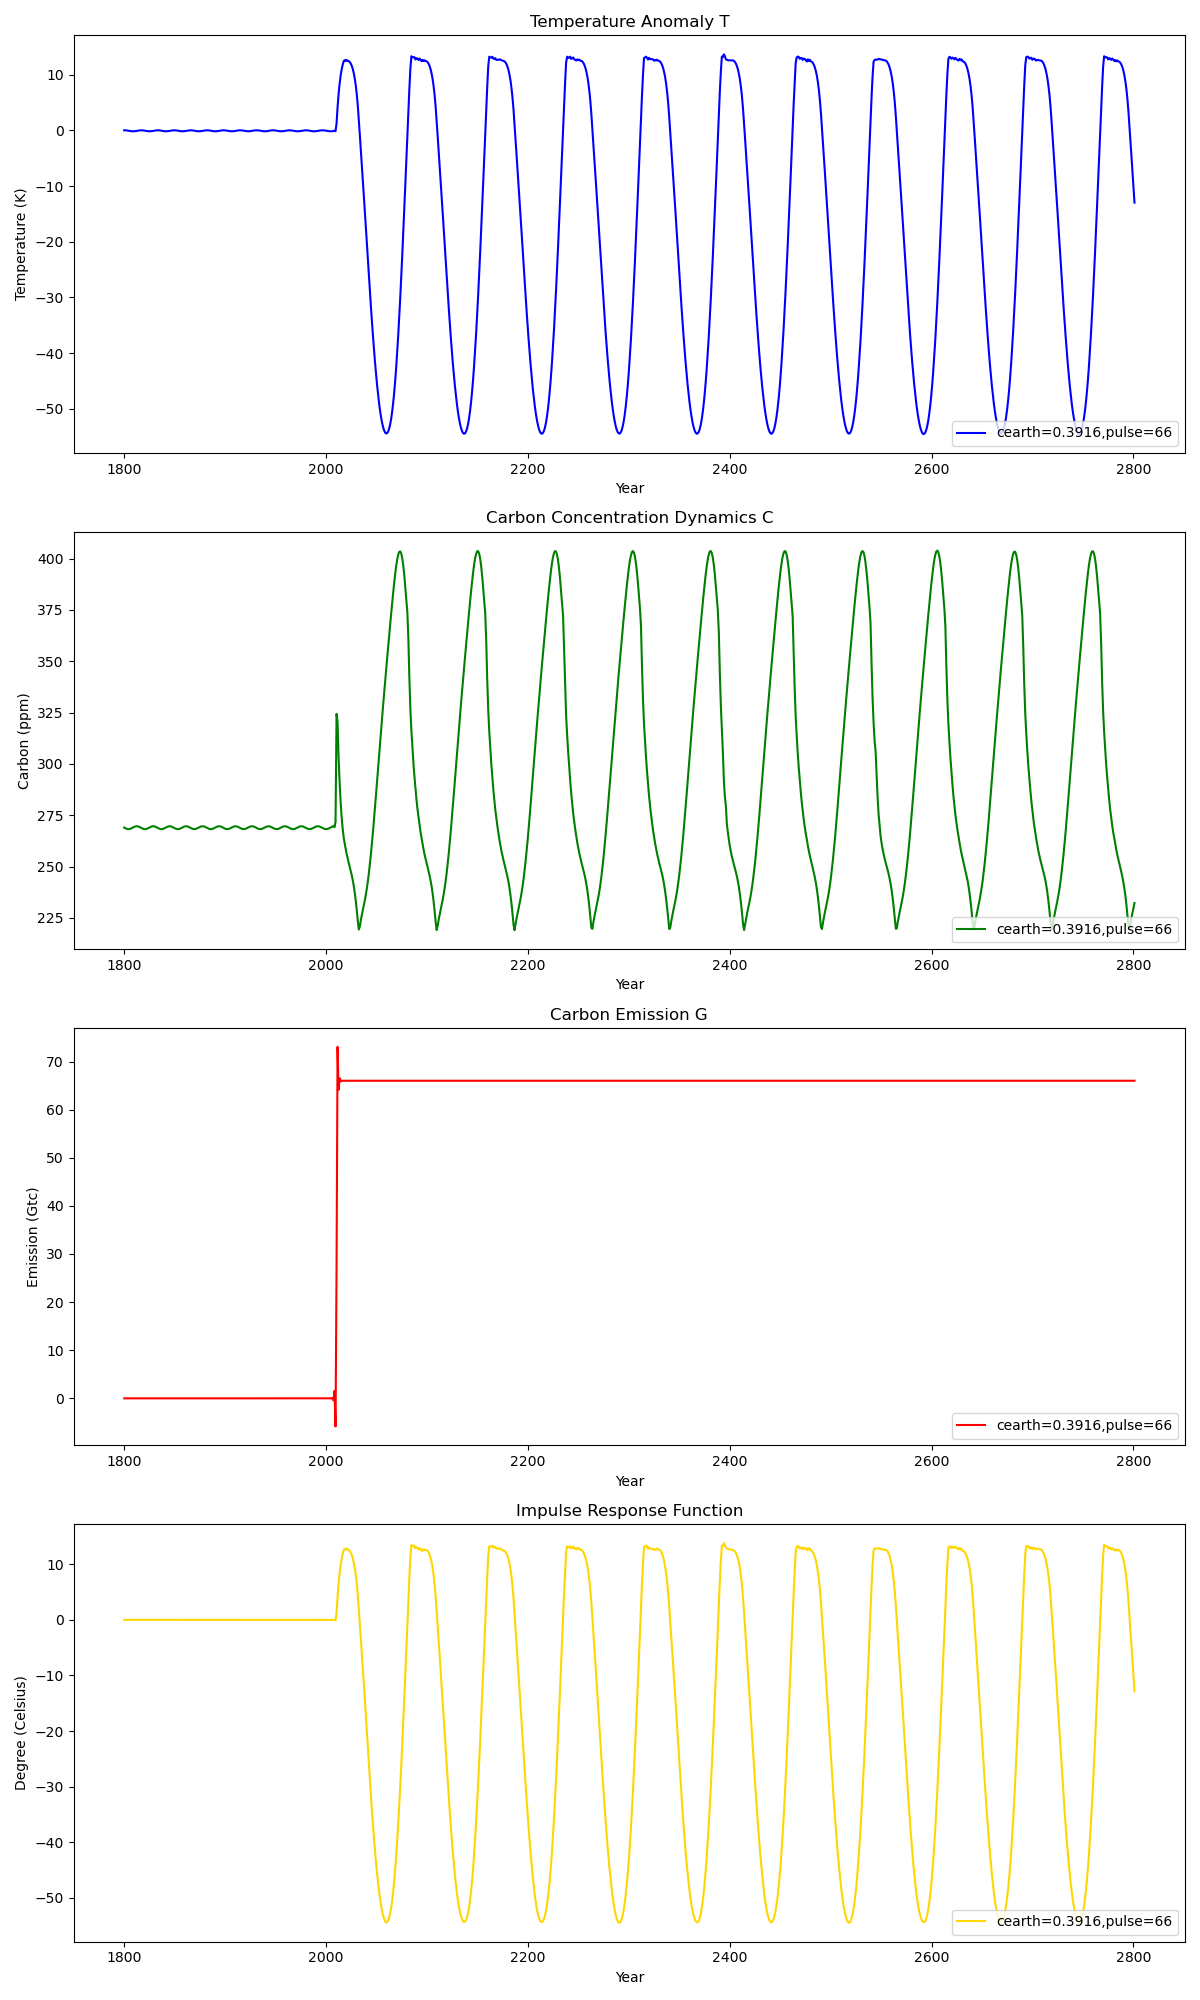 Temperature Anomaly T
10
0
−10
−20
−30
−40
−50
Temperature (K)
cearth=0.3916,pulse=66
1800 2000 2200 2400 2600 2800
Year
Carbon Concentration Dynamics C
400
375
350
325
300
275
250
225
Carbon (ppm)
cearth=0.3916,pulse=66
1800 2000 2200 2400 2600 2800
Year
Carbon Emission G
70
60
50
40
30
20
10
0
Emission (Gtc)
cearth=0.3916,pulse=66
1800 2000 2200 2400 2600 2800
Year
Impulse Response Function
10
0
−10
−20
−30
−40
−50
Degree (Celsius)
cearth=0.3916,pulse=66
1800 2000 2200 2400 2600 2800
Year